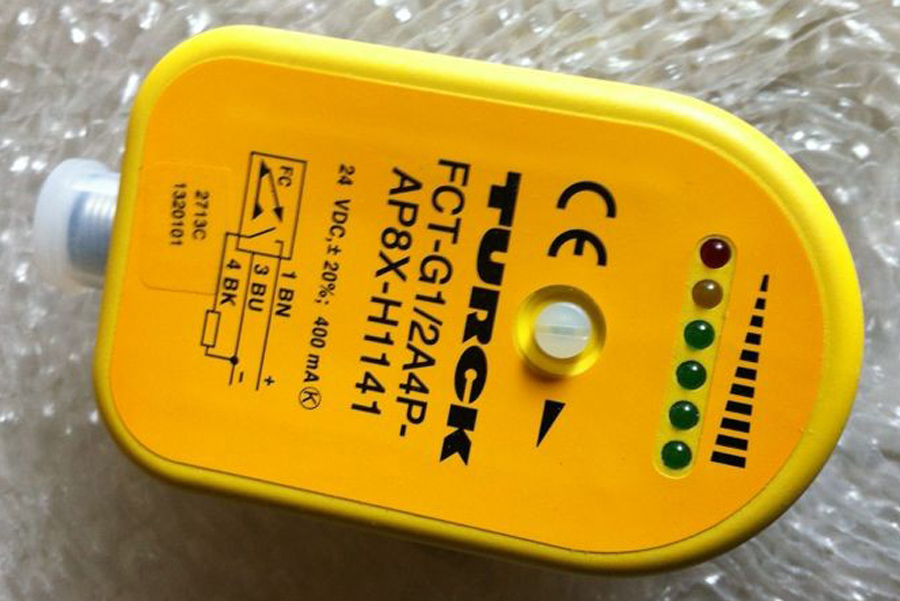 CE
TURCK
FCT-G1/2A4P-
AP8X-H1141
24 VDC,± 20%; 400 mA Ⓚ
FC
1 BN
+
3 BU
4 BK
-
2713C
1320101